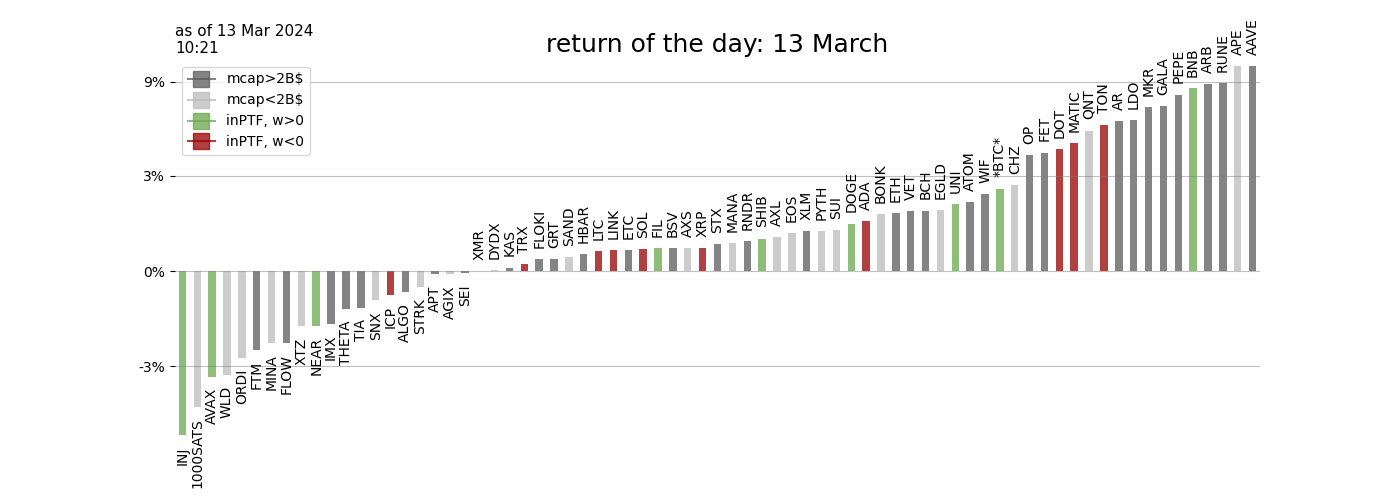 as of 13 Mar 2024
10:21
return of the day: 13 March
mcap>2B$
mcap<2B$
inPTF, w>0
inPTF, w<0
9%
3%
0%
-3%
INJ
1000SATS
AVAX
WLD
ORDI
FTM
MINA
FLOW
XTZ
NEAR
IMX
THETA
TIA
SNX
ICP
ALGO
STRK
APT
AGIX
SEI
XMR
DYDX
KAS
TRX
FLOKI
GRT
SAND
HBAR
LTC
LINK
ETC
SOL
FIL
BSV
AXS
XRP
STX
MANA
RNDR
SHIB
AXL
EOS
XLM
PYTH
SUI
DOGE
ADA
BONK
ETH
VET
BCH
EGLD
UNI
ATOM
WIF
*BTC*
CHZ
OP
FET
DOT
MATIC
QNT
TON
AR
LDO
MKR
GALA
PEPE
BNB
ARB
RUNE
APE
AAVE